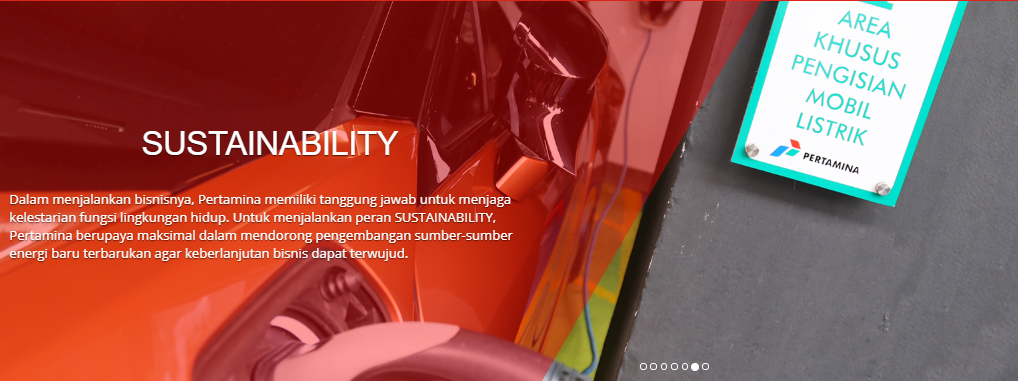 SUSTAINABILITY
Dalam menjalankan bisnisnya, Pertamina memiliki tanggung jawab untuk menjaga
kelestarian fungsi lingkungan hidup. Untuk menjalankan peran SUSTAINABILITY,
Pertamina berupaya maksimal dalam mendorong pengembangan sumber-sumber
energi baru terbarukan agar keberlanjutan bisnis dapat terwujud.
AREA
KHUSUS
PENGISIAN
MOBIL
LISTRIK
PERTAMINA